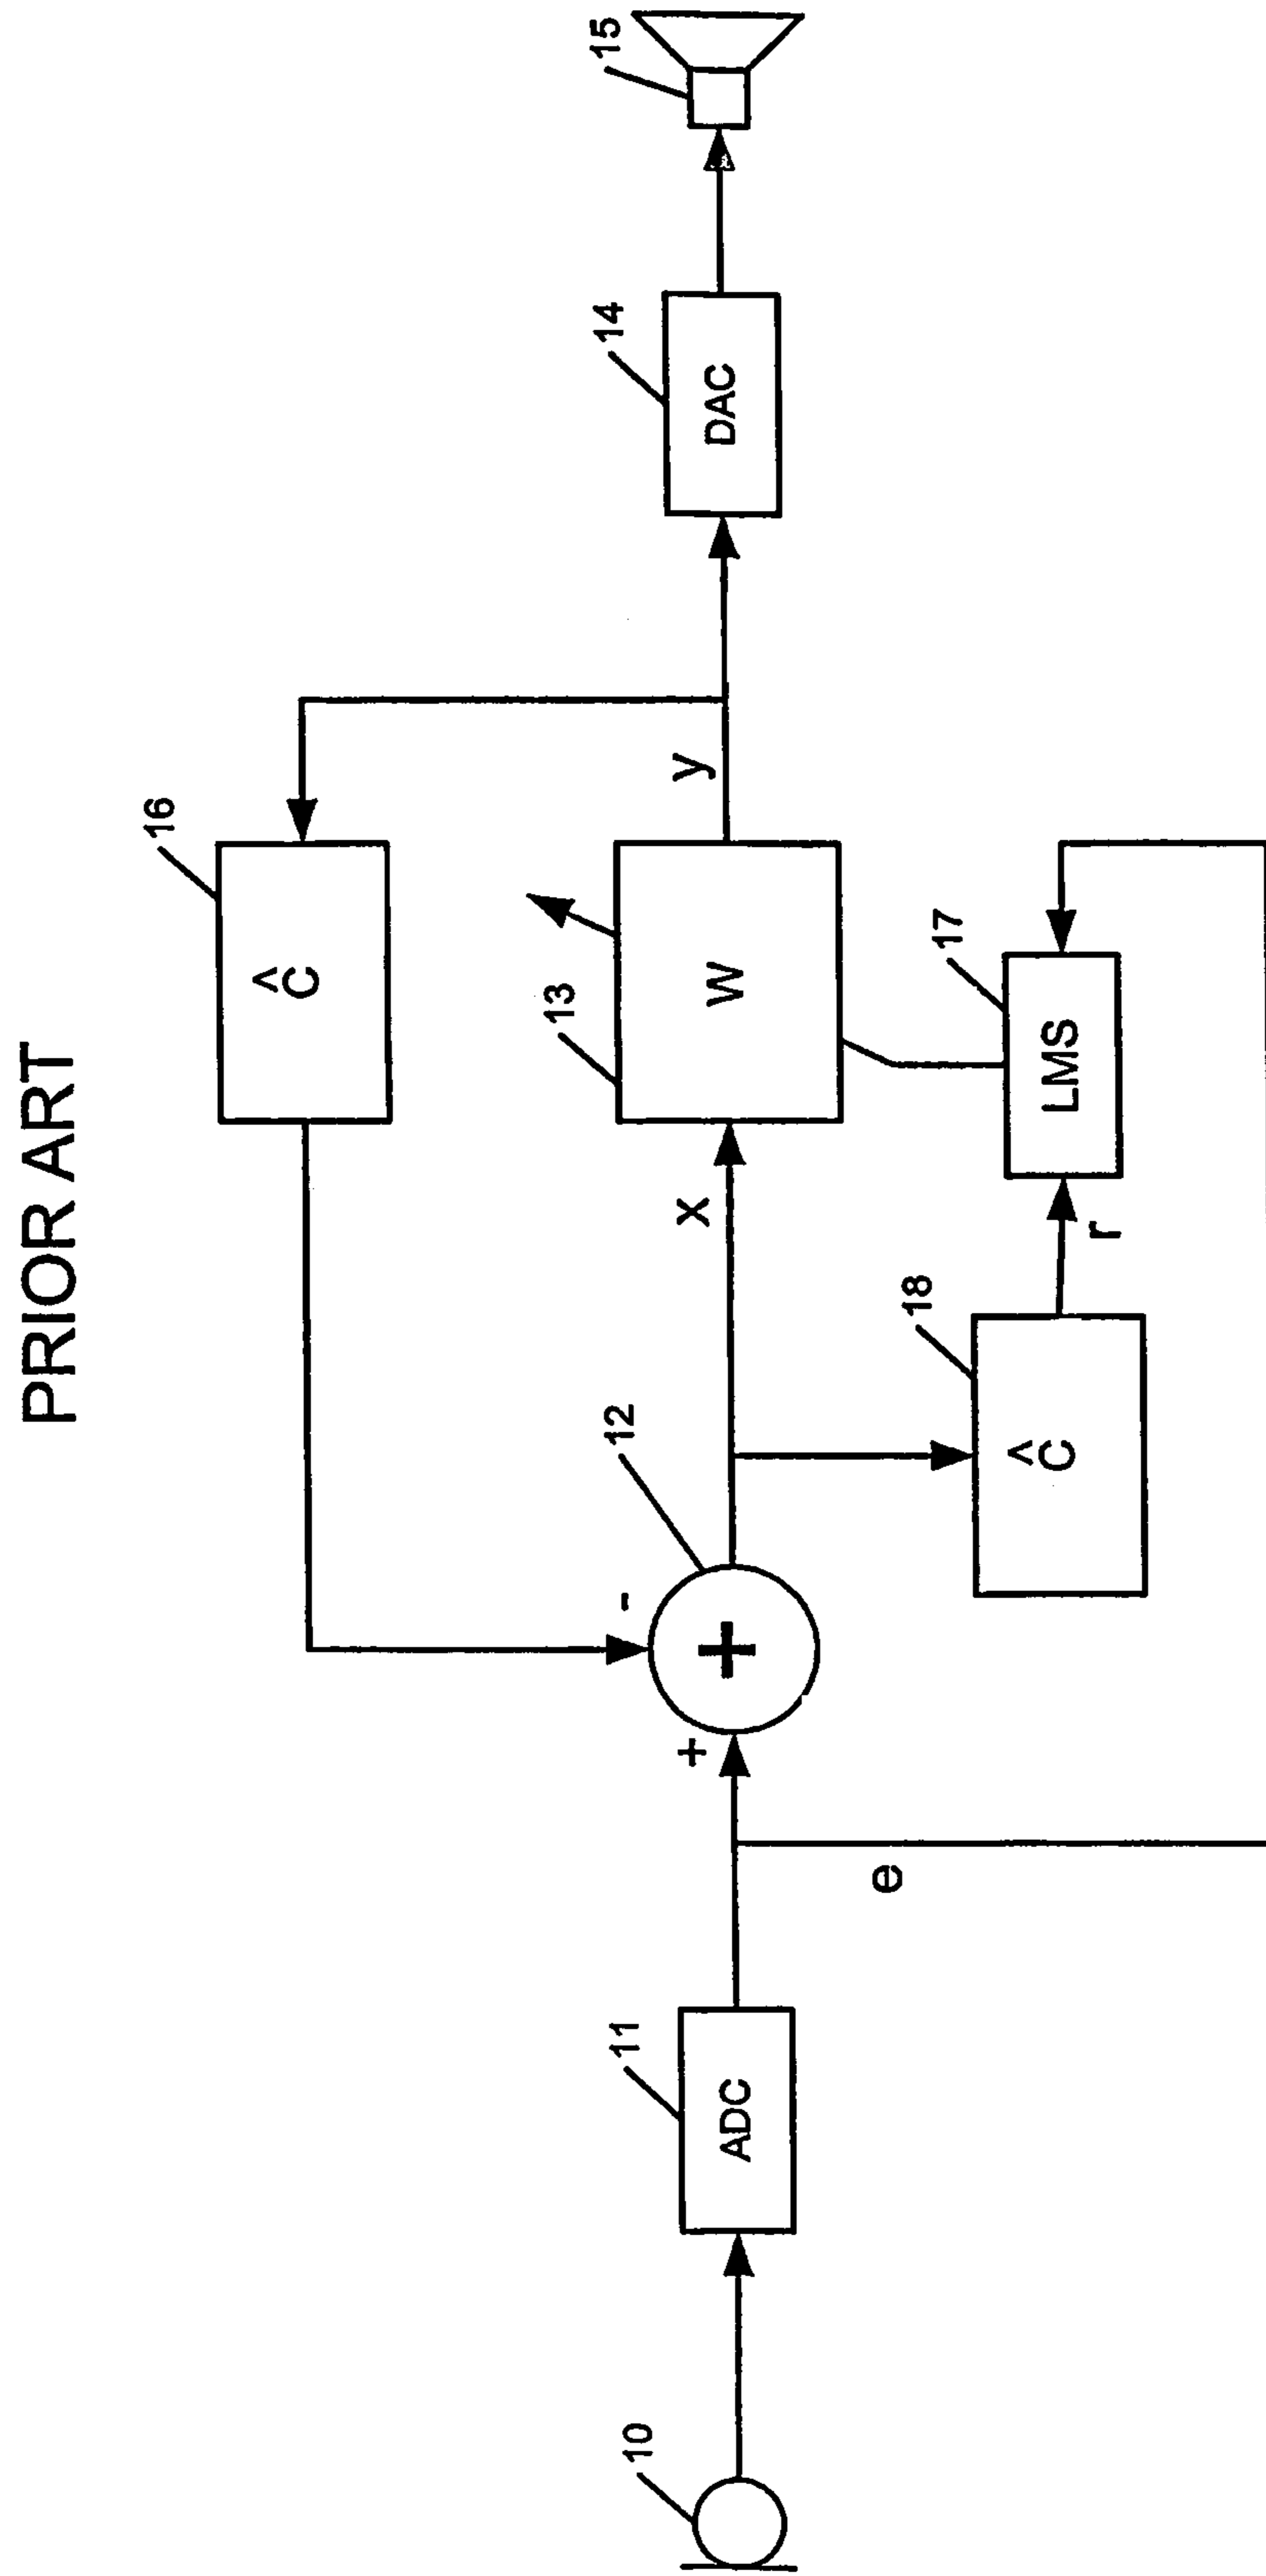 PRIOR ART
16
Ĉ
10
11
ADC
e
+
-
12
+
x
13
W
y
14
DAC
15
18
Ĉ
r
17
LMS